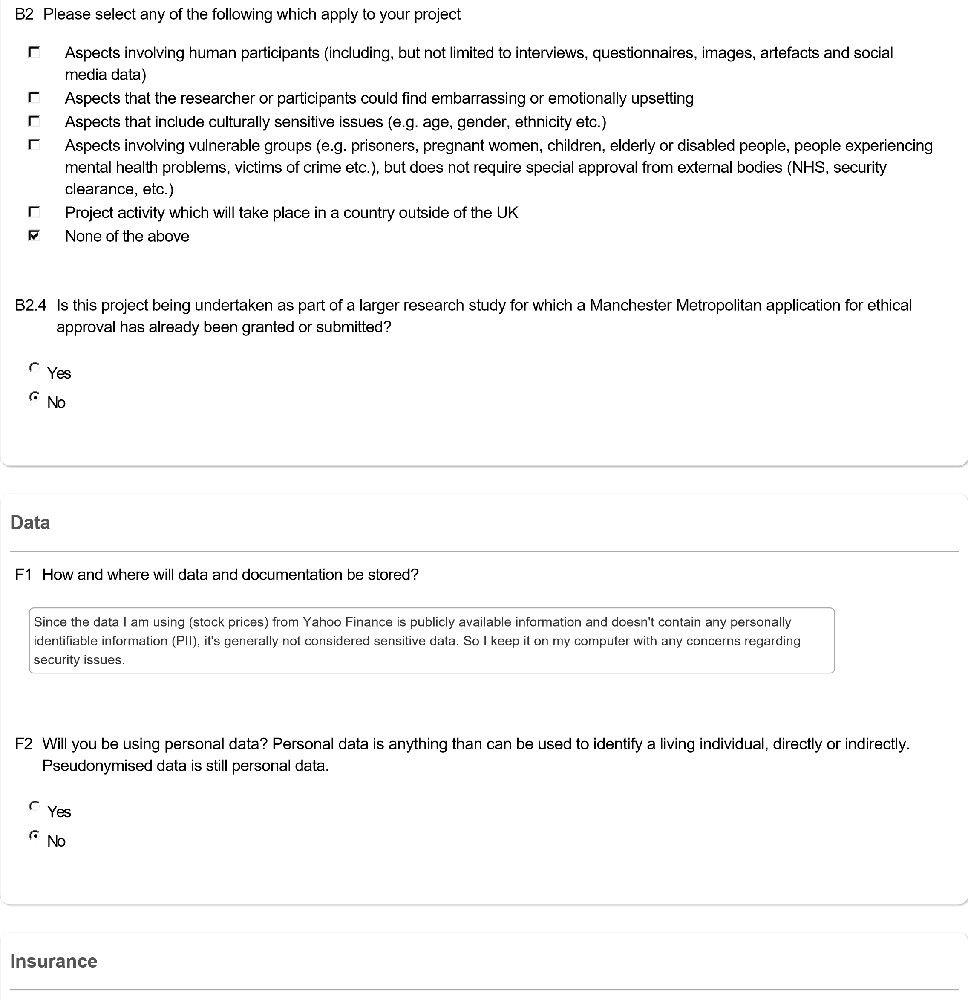 B2 Please select any of the following which apply to your project
Aspects involving human participants (including, but not limited to interviews, questionnaires, images, artefacts and social
media data)
Aspects that the researcher or participants could find embarrassing or emotionally upsetting
Aspects that include culturally sensitive issues (e.g. age, gender, ethnicity etc.)
Aspects involving vulnerable groups (e.g. prisoners, pregnant women, children, elderly or disabled people, people experiencing
mental health problems, victims of crime etc.), but does not require special approval from external bodies (NHS, security
clearance, etc.)
Project activity which will take place in a country outside of the UK
None of the above
B2.4 Is this project being undertaken as part of a larger research study for which a Manchester Metropolitan application for ethical
approval has already been granted or submitted?
Yes
No
Data
F1 How and where will data and documentation be stored?
Since the data I am using (stock prices) from Yahoo Finance is publicly available information and doesn't contain any personally
identifiable information (PII), it's generally not considered sensitive data. So I keep it on my computer with any concerns regarding
security issues.
F2 Will you be using personal data? Personal data is anything than can be used to identify a living individual, directly or indirectly.
Pseudonymised data is still personal data.
Yes
No
Insurance